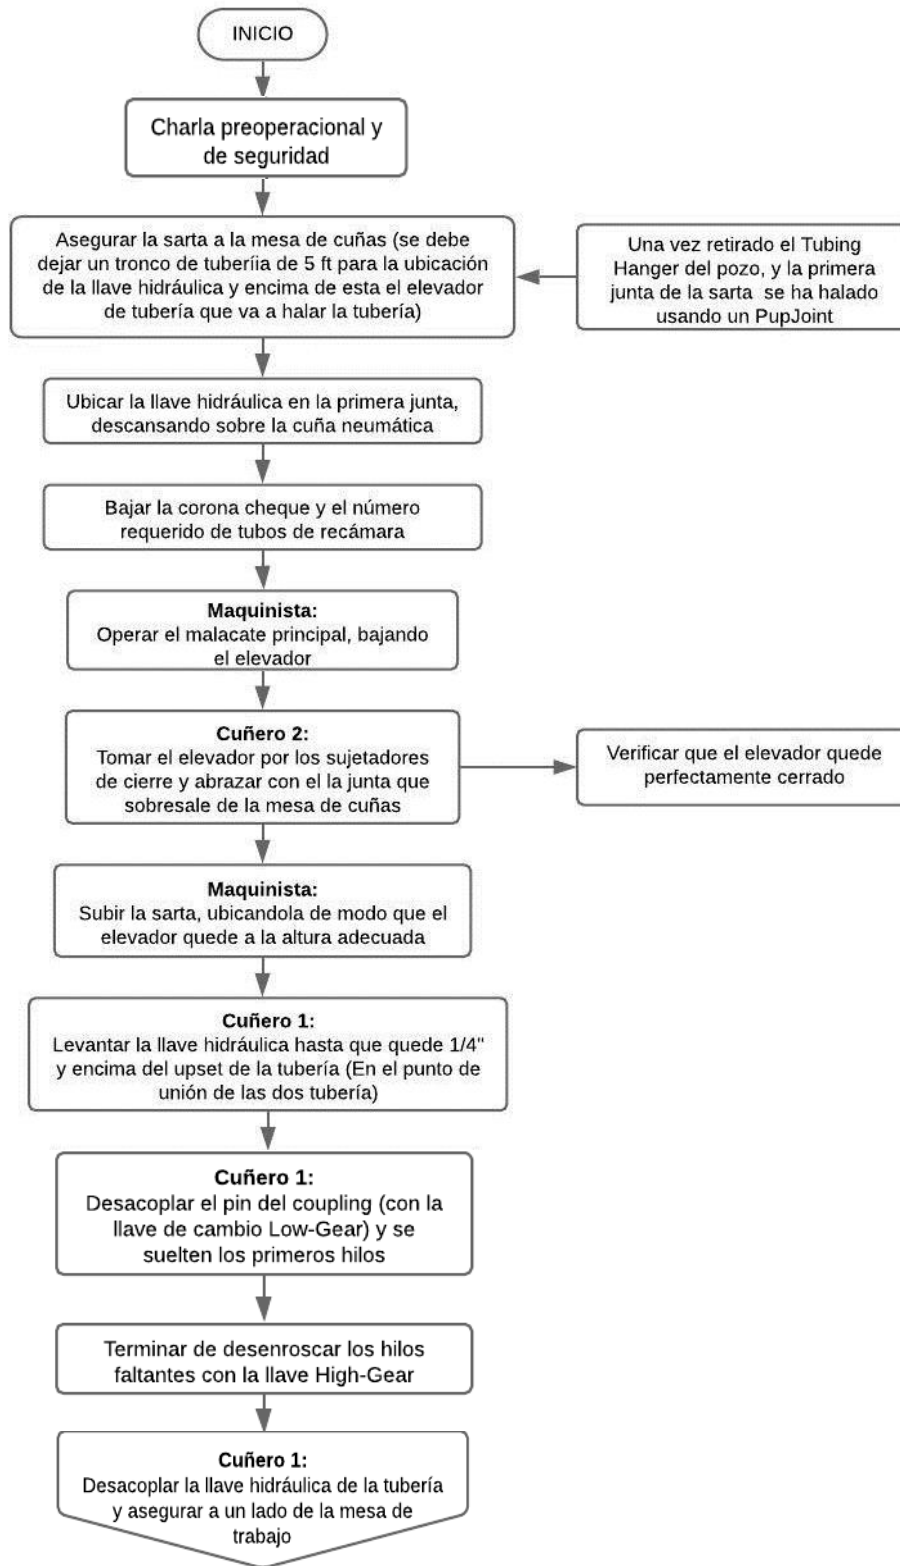 INICIO
Charla preoperacional y
de seguridad
Asegurar la sarta a la mesa de cuñas (se debe
dejar un tronco de tuberíia de 5 ft para la ubicación
de la llave hidráulica y encima de esta el elevador
de tubería que va a halar la tubería)
Una vez retirado el Tubing
Hanger del pozo, y la primera
junta de la sarta se ha halado
usando un PupJoint
Ubicar la llave hidráulica en la primera junta,
descansando sobre la cuña neumática
Bajar la corona cheque y el número
requerido de tubos de recámara
Maquinista:
Operar el malacate principal, bajando
el elevador
Cuñero 2:
Tomar el elevador por los sujetadores
de cierre y abrazar con el la junta que
sobresale de la mesa de cuñas
Verificar que el elevador quede
perfectamente cerrado
Maquinista:
Subir la sarta, ubicandola de modo que el
elevador quede a la altura adecuada
Cuñero 1:
Levantar la llave hidráulica hasta que quede 1/4"
y encima del upset de la tubería (En el punto de
unión de las dos tubería)
Cuñero 1:
Desacoplar el pin del coupling (con la
llave de cambio Low-Gear) y se
suelten los primeros hilos
Terminar de desenroscar los hilos
faltantes con la llave High-Gear
Cuñero 1:
Desacoplar la llave hidráulica de la tubería
y asegurar a un lado de la mesa de
trabajo